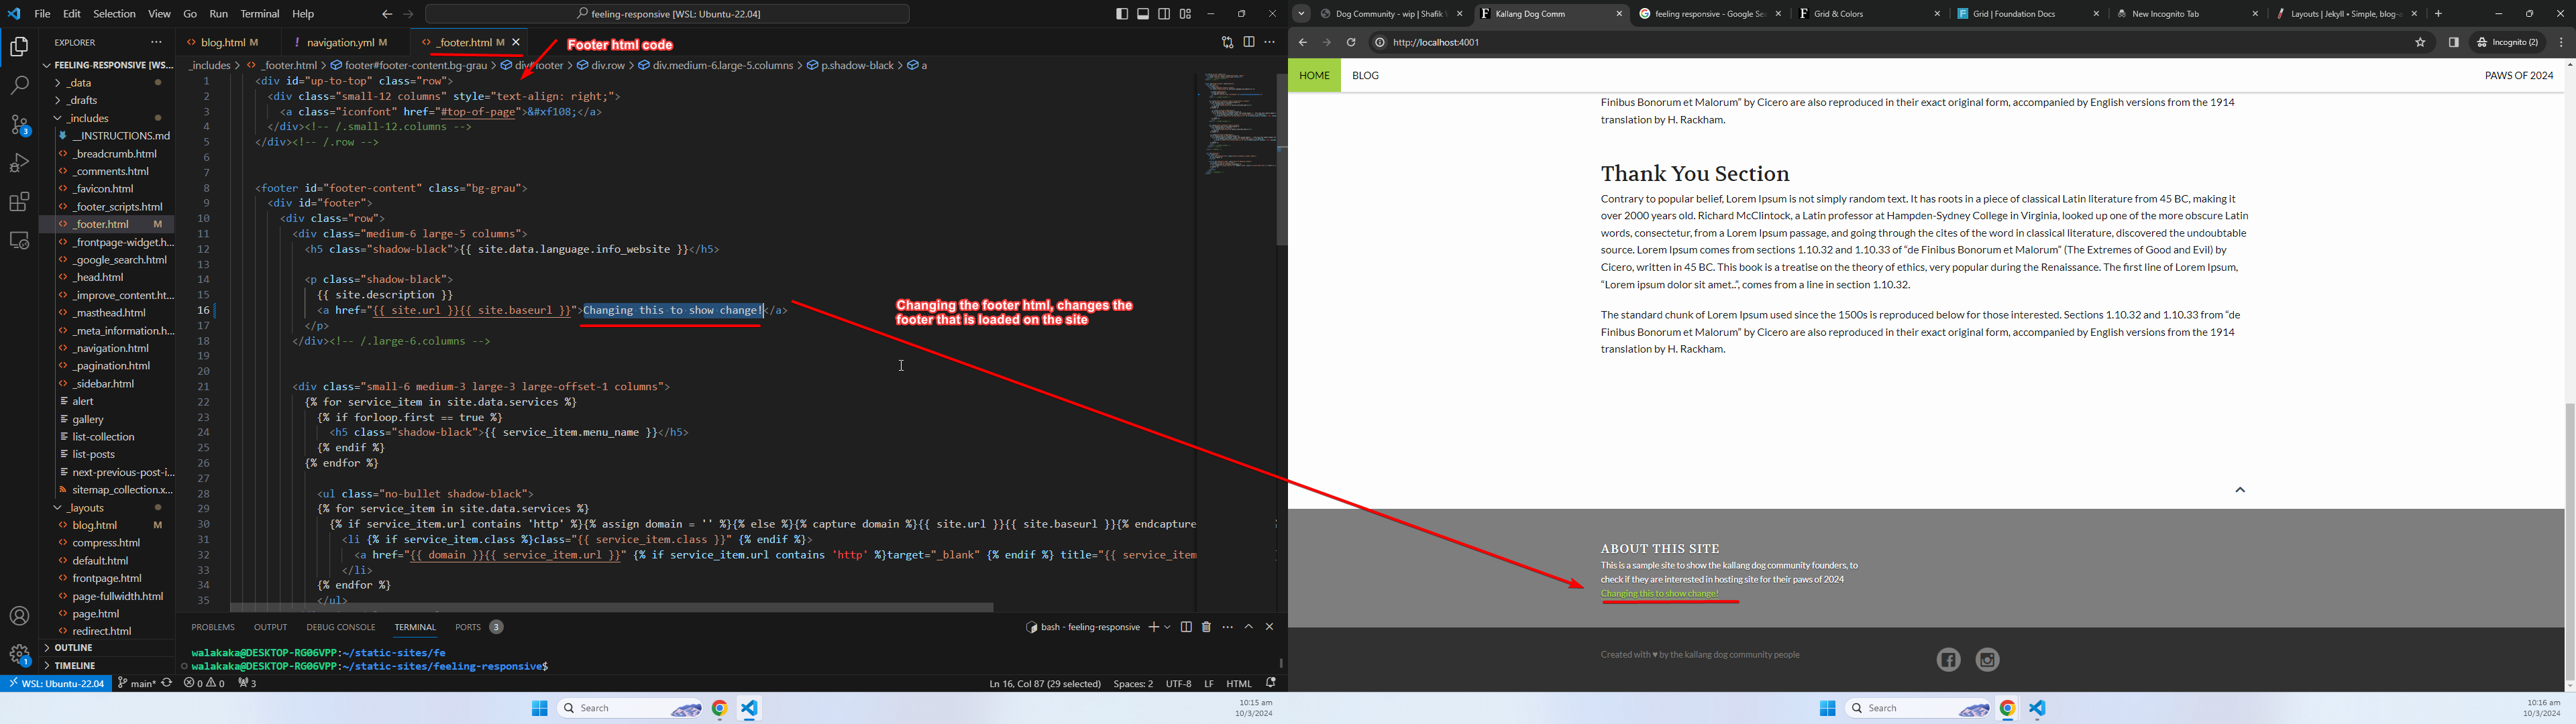 File Edit Selection View Go Run Terminal Help
feeling-responsive [WSL: Ubuntu-22.04]
EXPLORER
FEELING-RESPONSIVE [WS...
_data
_drafts
_includes
__INSTRUCTIONS.md
_breadcrumb.html
_comments.html
_favicon.html
_footer_scripts.html
_footer.html M
_frontpage-widget.h...
_google_search.html
_head.html
_improve_content.ht...
_masthead.html
_meta_information.h...
_navigation.html
_pagination.html
_sidebar.html
alert
gallery
list-collection
list-posts
next-previous-post-i...
sitemap_collection.x...
_layouts
blog.html M
compress.html
default.html
frontpage.html
page-fullwidth.html
page.html
redirect.html
OUTLINE
TIMELINE
blog.html M
navigation.yml M
_footer.html M
Footer html code
_includes > _footer.html > footer#footer-content.bg-grau > div#footer > div.row > div.medium-6.large-5.columns > p.shadow-black > a
1 <div id="up-to-top" class="row">
2 <div class="small-12 columns" style="text-align: right;">
3 <a class="iconfont" href="#top-of-page">&#xf108;</a>
4 </div><!-- /.small-12.columns -->
5 </div><!-- /.row -->
6
7
8 <footer id="footer-content" class="bg-grau">
9 <div id="footer">
10 <div class="row">
11 <div class="medium-6 large-5 columns">
12 <h5 class="shadow-black">{{ site.data.language.info_website }}</h5>
13
14 <p class="shadow-black">
15 {{ site.description }}
16 <a href="{{ site.url }}{{ site.baseurl }}">Changing this to show change!</a>
17 </p>
18 </div><!-- /.large-6.columns -->
19
20
21 <div class="small-6 medium-3 large-3 large-offset-1 columns">
22 {% for service_item in site.data.services %}
23 {% if forloop.first == true %}
24 <h5 class="shadow-black">{{ service_item.menu_name }}</h5>
25 {% endif %}
26 {% endfor %}
27
28 <ul class="no-bullet shadow-black">
29 {% for service_item in site.data.services %}
30 {% if service_item.url contains 'http' %}{% assign domain = '' %}{% else %}{% capture domain %}{{ site.url }}{{ site.baseurl }}{% endcapture
31 <li {% if service_item.class %}class="{{ service_item.class }}" {% endif %}>
32 <a href="{{ domain }}{{ service_item.url }}" {% if service_item.url contains 'http' %}target="_blank" {% endif %} title="{{ service_item
33 </li>
34 {% endfor %}
35 </ul>
Changing the footer html, changes the
footer that is loaded on the site
PROBLEMS OUTPUT DEBUG CONSOLE TERMINAL PORTS 3
bash - feeling-responsive
walakaka@DESKTOP-RG06VPP:~/static-sites/fe
walakaka@DESKTOP-RG06VPP:~/static-sites/feeling-responsive$
WSL: Ubuntu-22.04 main* 0 0 3
Ln 16, Col 87 (29 selected) Spaces: 2 UTF-8 LF HTML
Search
10:15 am
10/3/2024
Dog Community - wip | Shafik
Kallang Dog Comm
feeling responsive - Google Se
Grid & Colors
Grid | Foundation Docs
New Incognito Tab
Layouts | Jekyll • Simple, blog-a
http://localhost:4001
Incognito (2)
HOME BLOG PAWS OF 2024
Finibus Bonorum et Malorum” by Cicero are also reproduced in their exact original form, accompanied by English versions from the 1914
translation by H. Rackham.
Thank You Section
Contrary to popular belief, Lorem Ipsum is not simply random text. It has roots in a piece of classical Latin literature from 45 BC, making it
over 2000 years old. Richard McClintock, a Latin professor at Hampden-Sydney College in Virginia, looked up one of the more obscure Latin
words, consectetur, from a Lorem Ipsum passage, and going through the cites of the word in classical literature, discovered the undoubtable
source. Lorem Ipsum comes from sections 1.10.32 and 1.10.33 of “de Finibus Bonorum et Malorum” (The Extremes of Good and Evil) by
Cicero, written in 45 BC. This book is a treatise on the theory of ethics, very popular during the Renaissance. The first line of Lorem Ipsum,
“Lorem ipsum dolor sit amet..”, comes from a line in section 1.10.32.
The standard chunk of Lorem Ipsum used since the 1500s is reproduced below for those interested. Sections 1.10.32 and 1.10.33 from “de
Finibus Bonorum et Malorum” by Cicero are also reproduced in their exact original form, accompanied by English versions from the 1914
translation by H. Rackham.
ABOUT THIS SITE
This is a sample site to show the kallang dog community founders, to
check if they are interested in hosting site for their paws of 2024
Changing this to show change!
Created with ♥ by the kallang dog community people
Search
10:16 am
10/3/2024